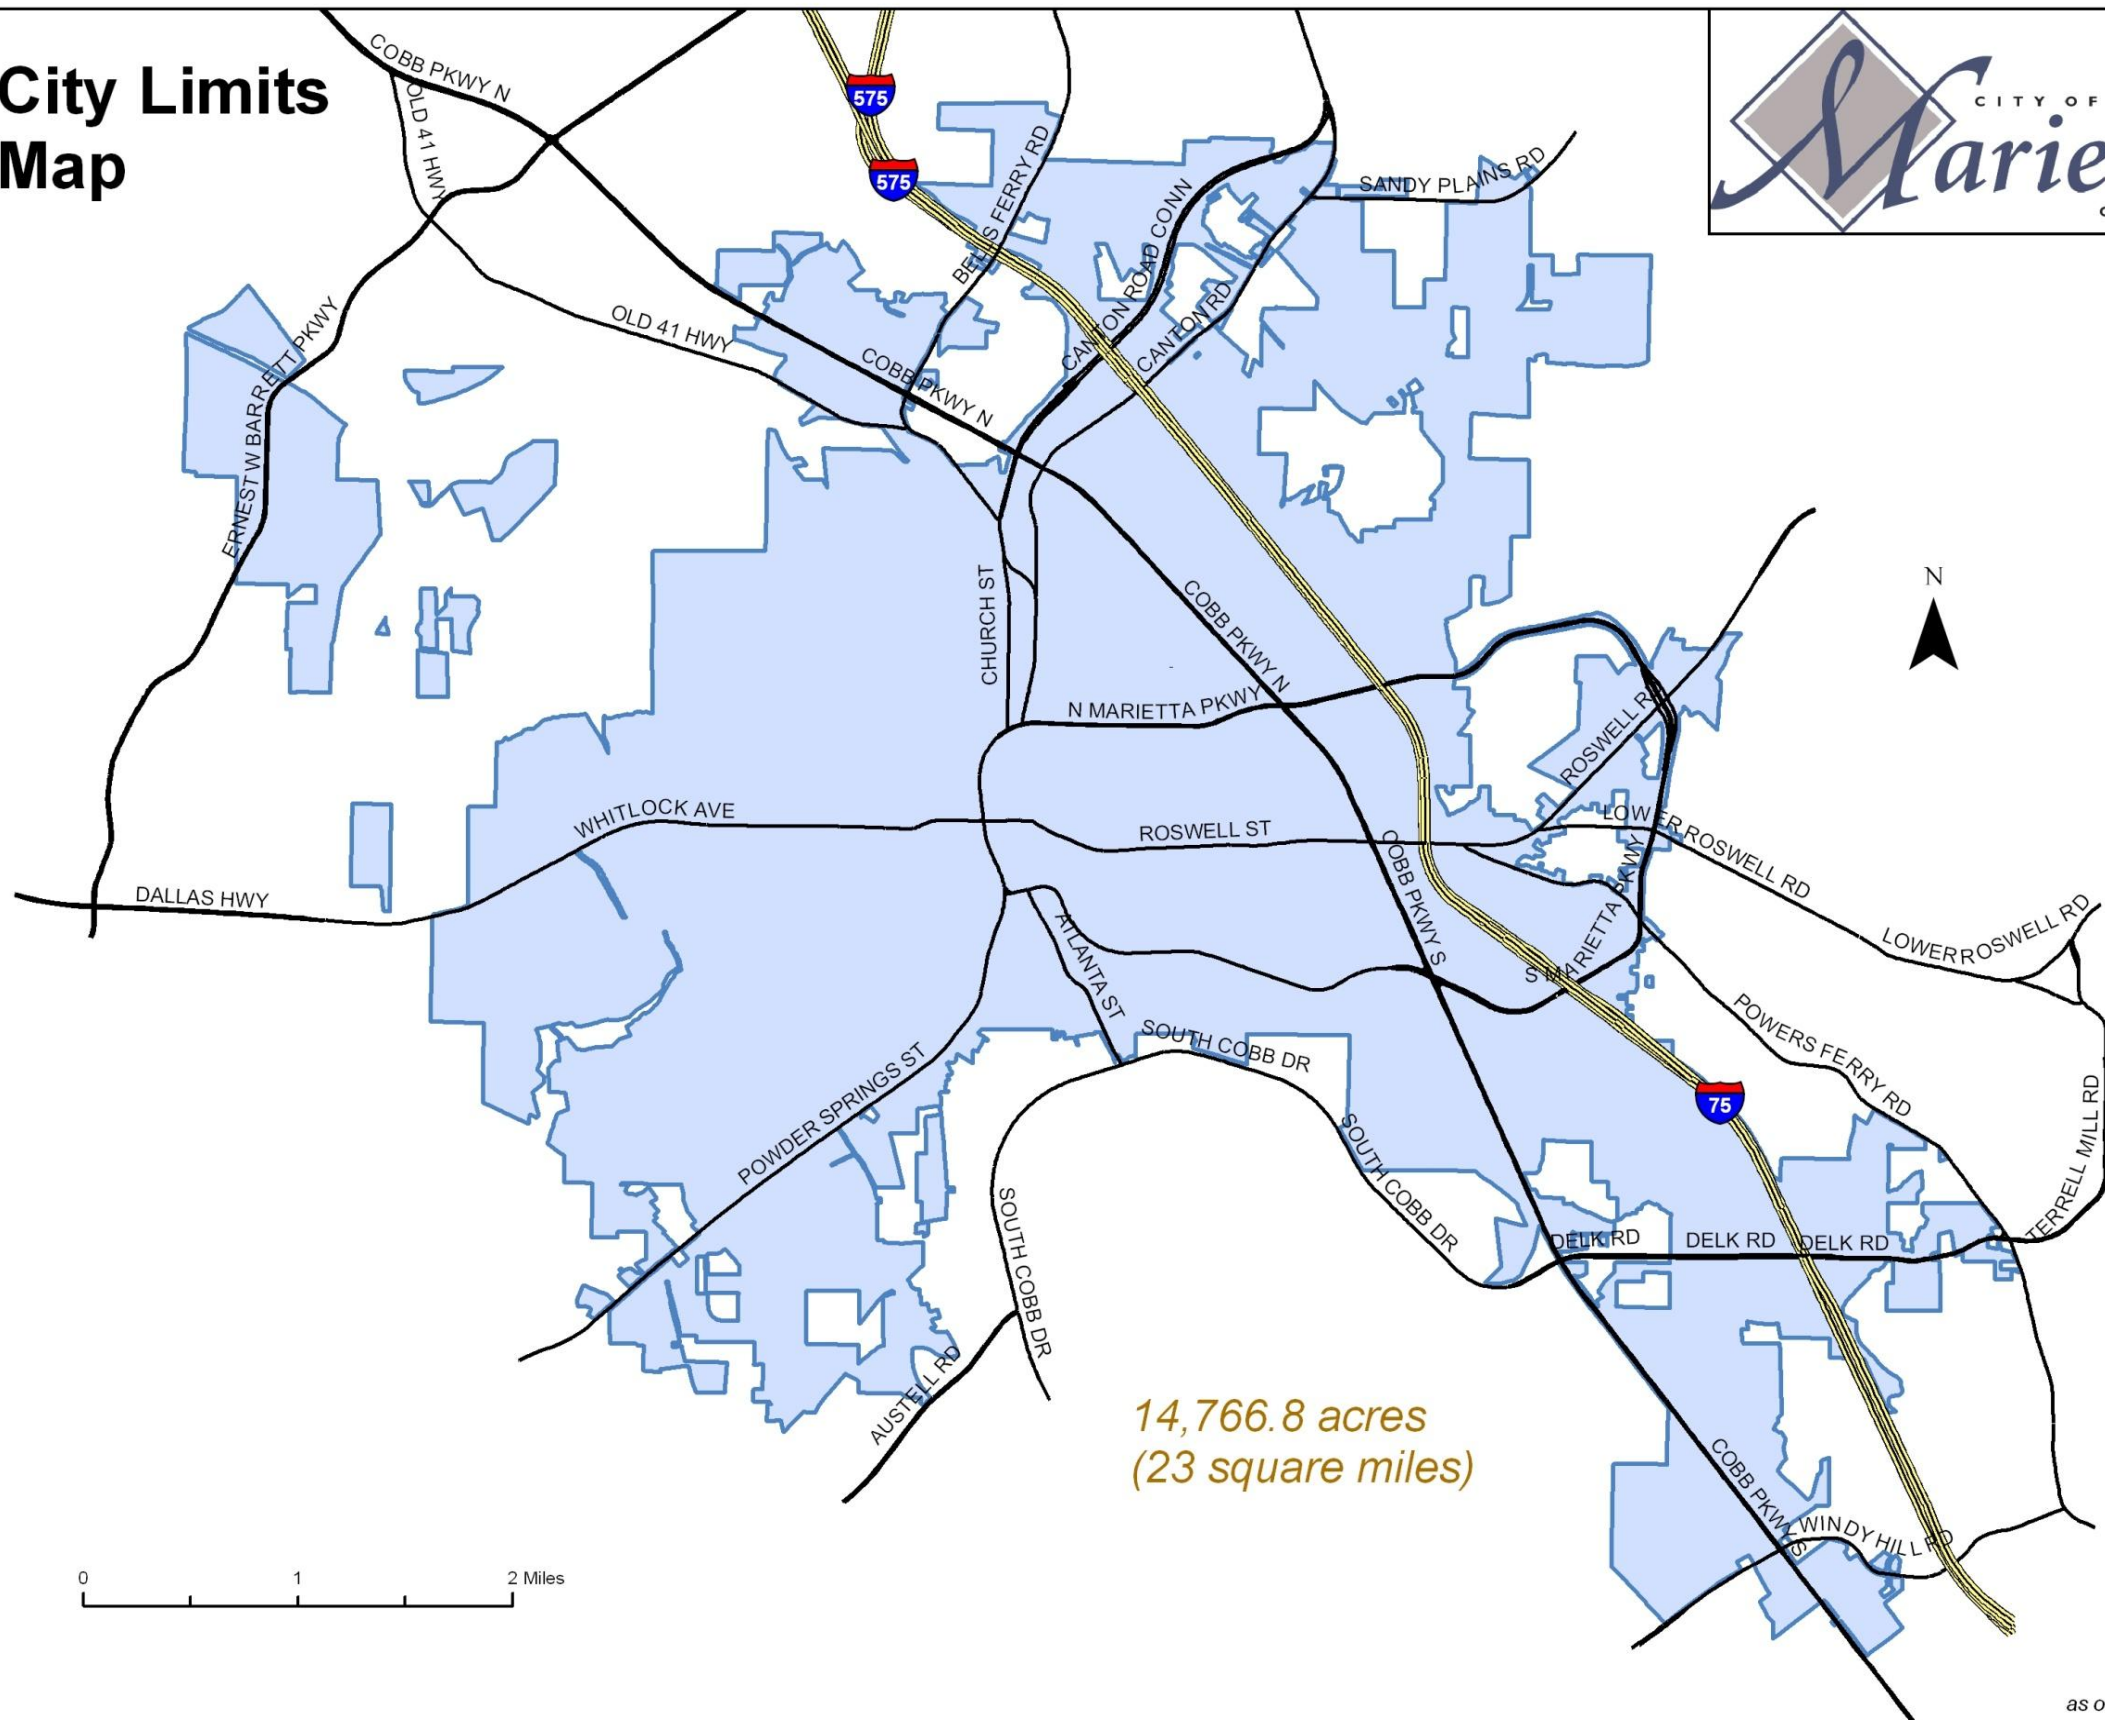 City Limits
Map
CITY OF
Marie
COBB PKWY N
OLD 41 HWY
575
575
BELLS FERRY RD
SANDY PLAINS RD
CANTON ROAD CONN
CANTON RD
OLD 41 HWY
COBB PKWY N
ERNEST W BARRETT PKWY
CHURCH ST
COBB PKWY N
N MARIETTA PKWY
N
ROSWELL RD
WHITLOCK AVE
ROSWELL ST
LOWER ROSWELL RD
COBB PKWY S
DALLAS HWY
ATLANTA ST
S MARIETTA PKWY
LOWER ROSWELL RD
POWERS FERRY RD
SOUTH COBB DR
POWDER SPRINGS ST
75
TERRELL MILL RD
SOUTH COBB DR
SOUTH COBB DR
DELK RD
DELK RD
DELK RD
AUSTELL RD
14,766.8 acres
(23 square miles)
COBB PKWY S
WINDY HILL RD
0 1 2 Miles
as o